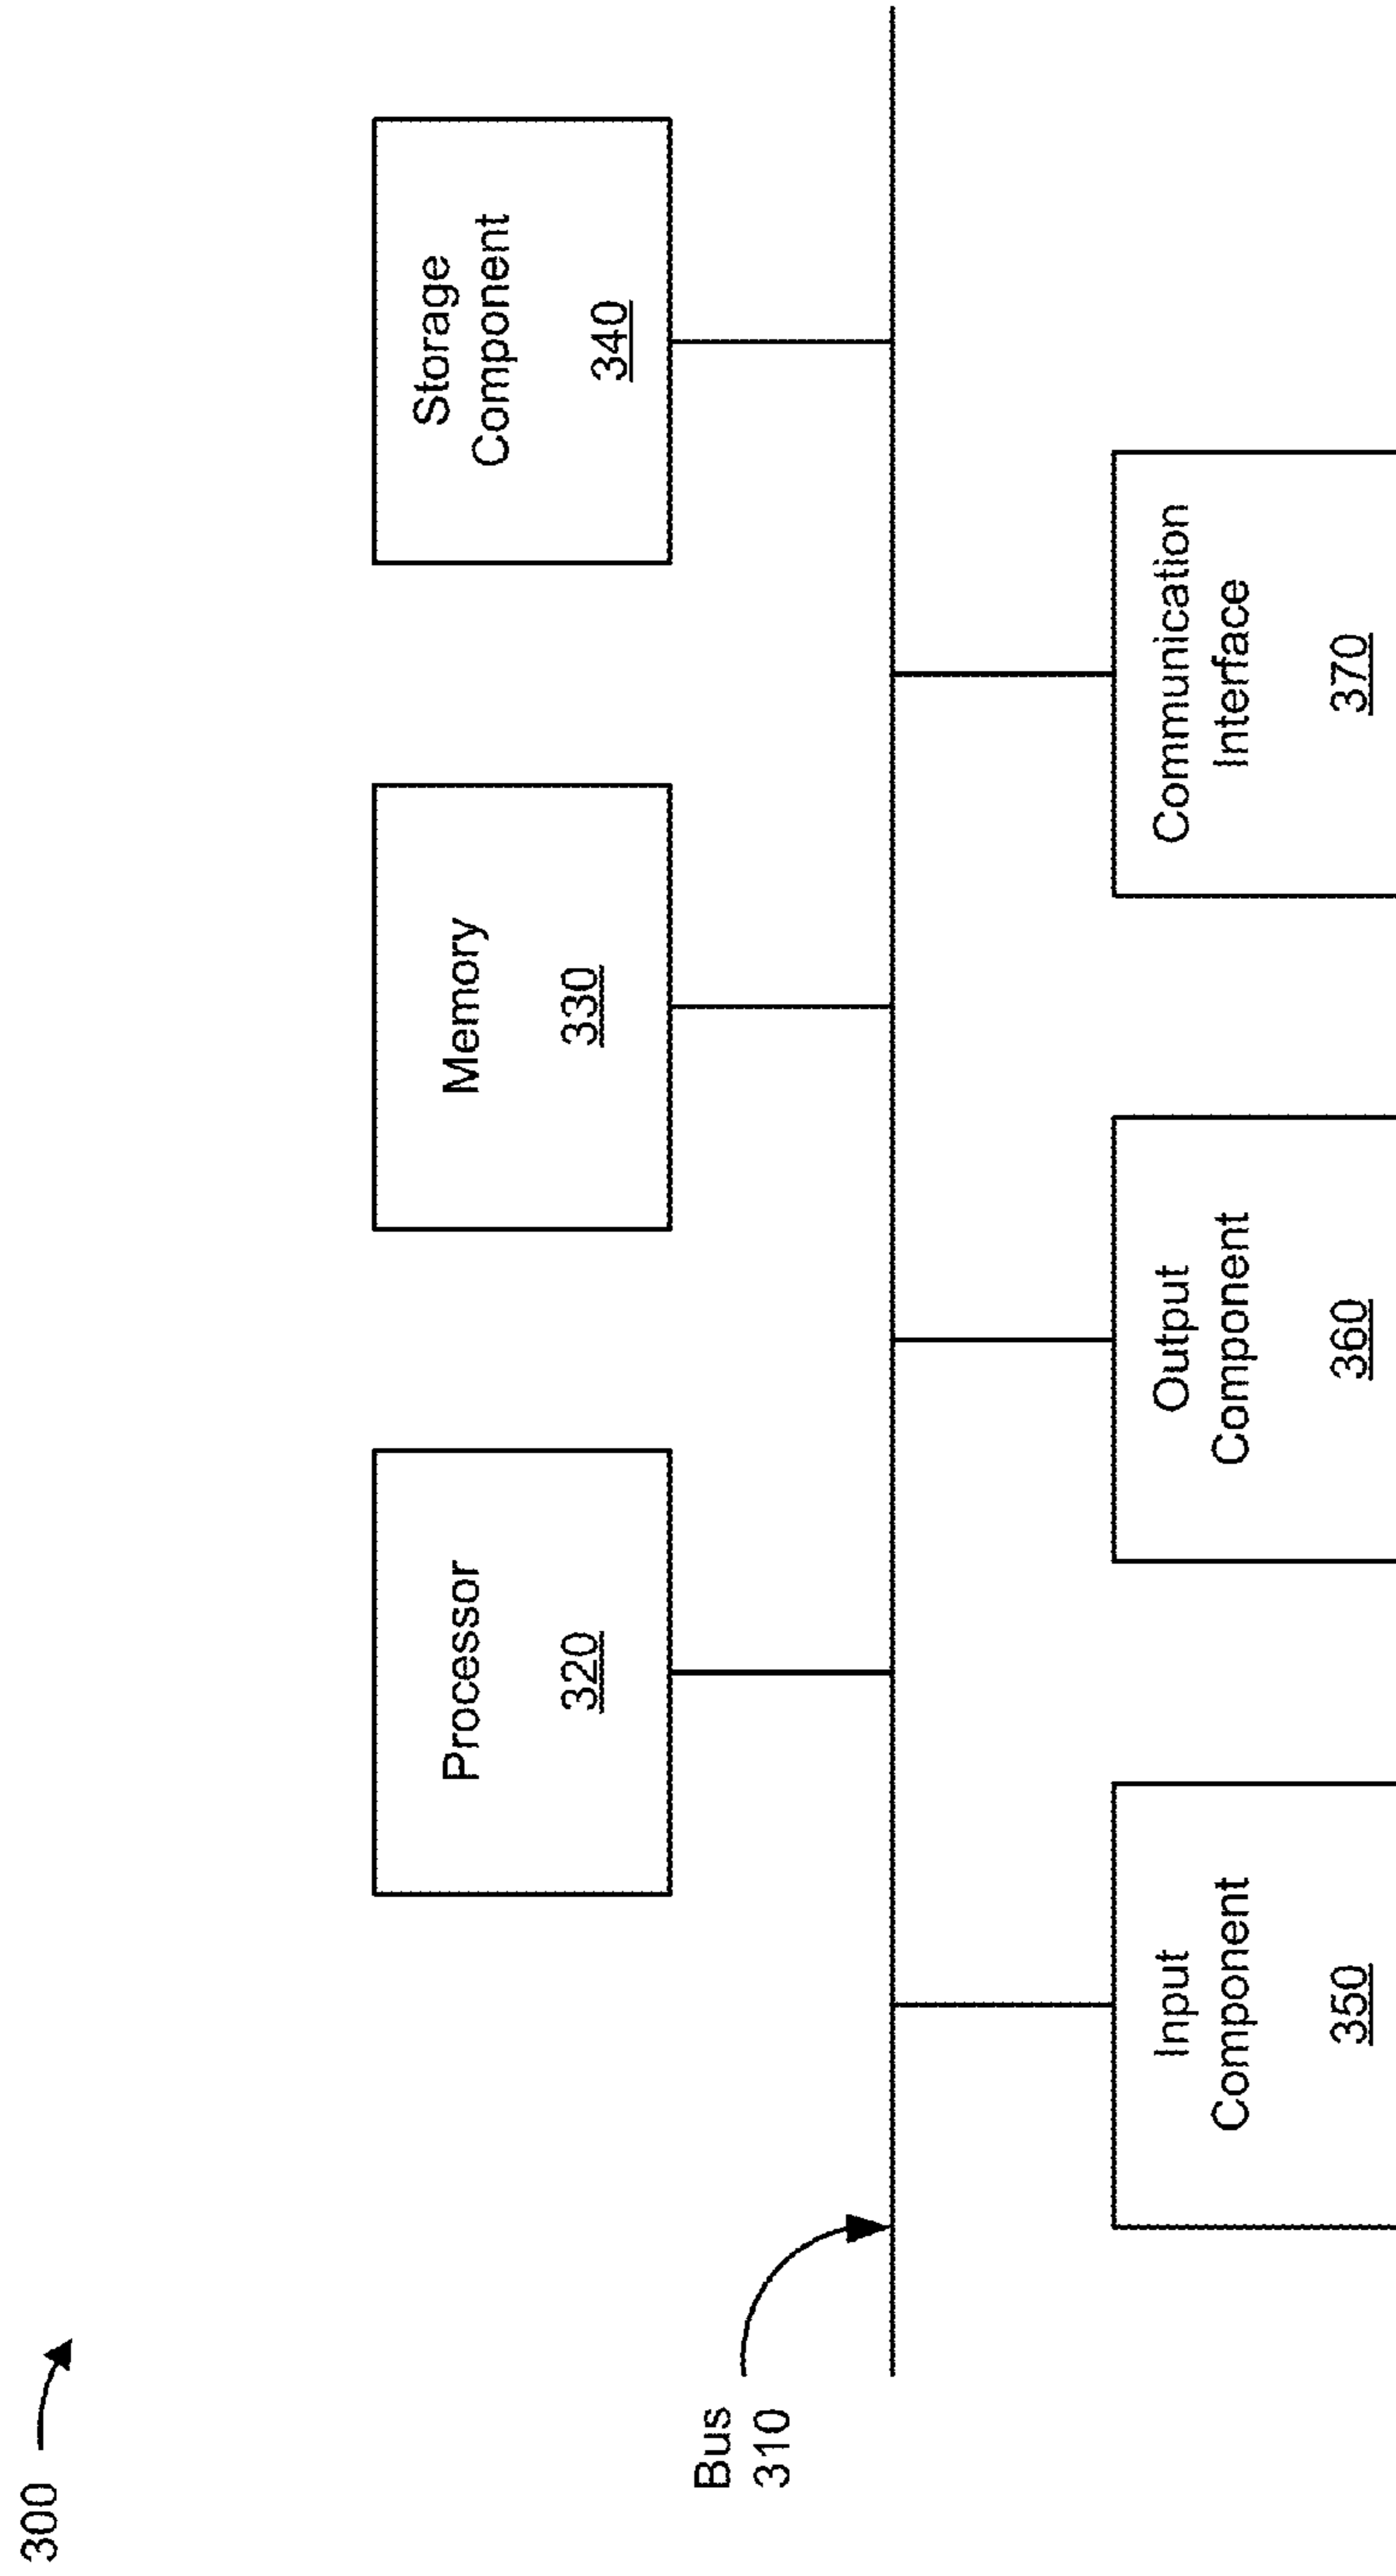 300
Bus
310
Processor
320
Memory
330
Storage
Component
340
Input
Component
350
Output
Component
360
Communication
Interface
370